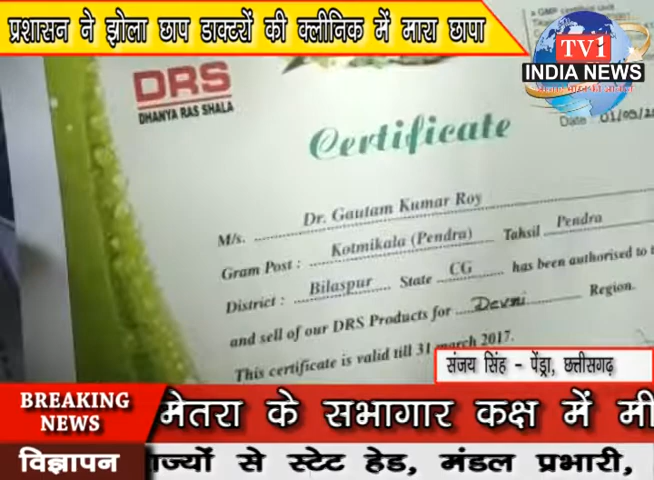 प्रशासन ने झोला छाप डाक्टरों की क्लीनिक में मारा छापा
TV1
INDIA NEWS
DRS
DHANYA RAS SHALA
Certificate
Date 01/09/20
M/s. Dr. Gautam Kumar Roy
Gram Post : Kotmikala (Pendra) Taksil Pendra
District : Bilaspur State CG has been authorised to
and sell of our DRS Products for Devni Region.
This certificate is valid till 31 march 2017.
संजय सिंह - पेंड्रा, छत्तीसगढ़
BREAKING NEWS
मेतरा के सभागार कक्ष में मी
विज्ञापन
ाज्यों से स्टेट हेड, मंडल प्रभारी,